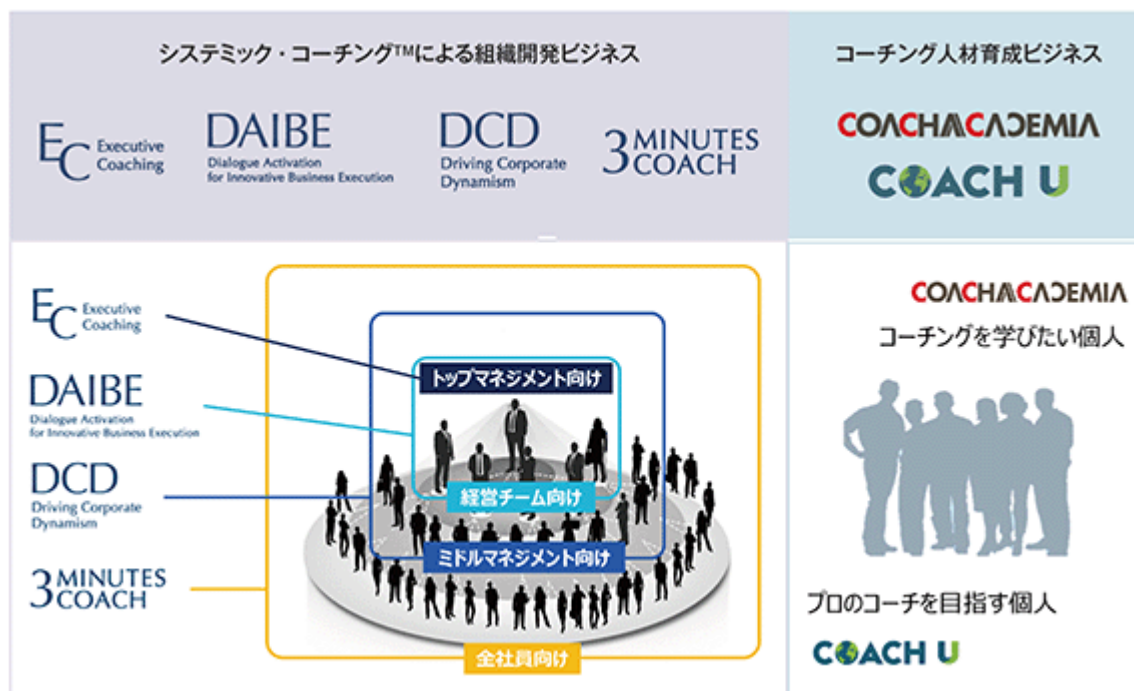 システミック・コーチング™による組織開発ビジネス
EC Executive
Coaching
DAIBE
Dialogue Activation
for Innovative Business Execution
DCD
Driving Corporate
Dynamism
3 MINUTES
COACH
コーチング人材育成ビジネス
COACHACADEMIA
COACH U
EC Executive
Coaching
DAIBE
Dialogue Activation
for Innovative Business Execution
DCD
Driving Corporate
Dynamism
3 MINUTES
COACH
トップマネジメント向け
経営チーム向け
ミドルマネジメント向け
全社員向け
COACHACADEMIA
コーチングを学びたい個人
プロのコーチを目指す個人
COACH U